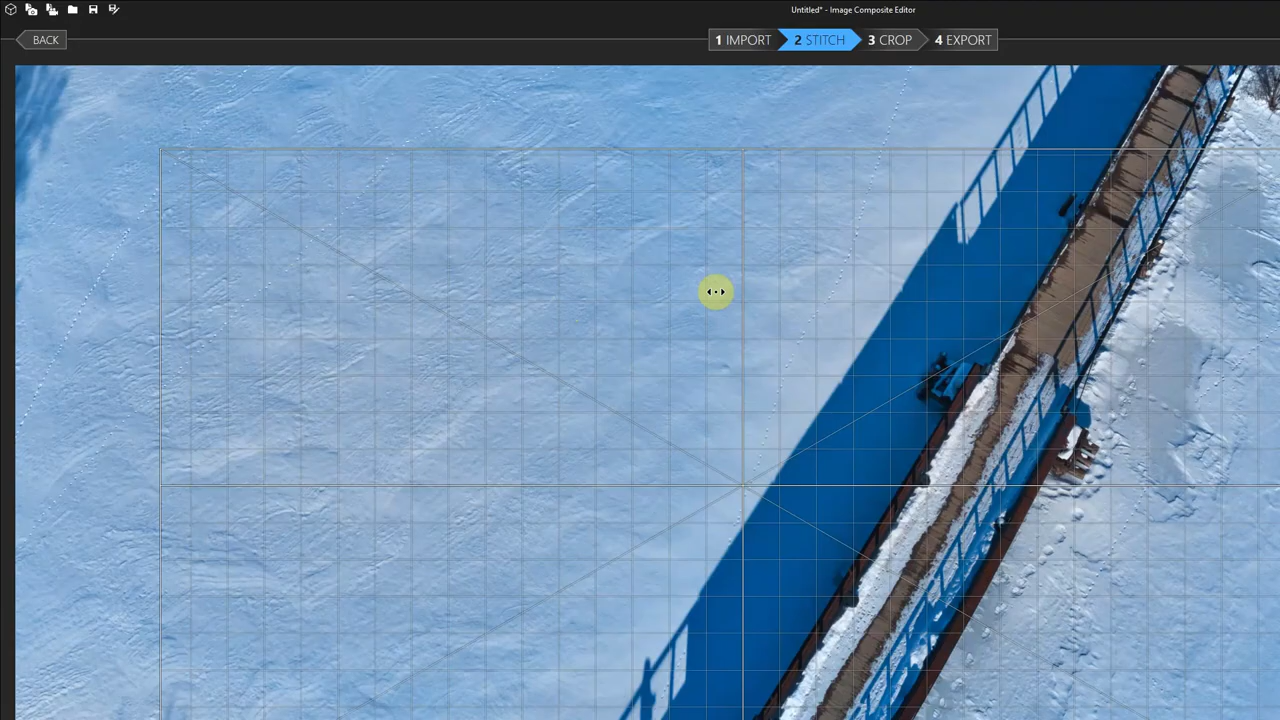 Untitled* - Image Composite Editor
BACK
1 IMPORT
2 STITCH
3 CROP
4 EXPORT